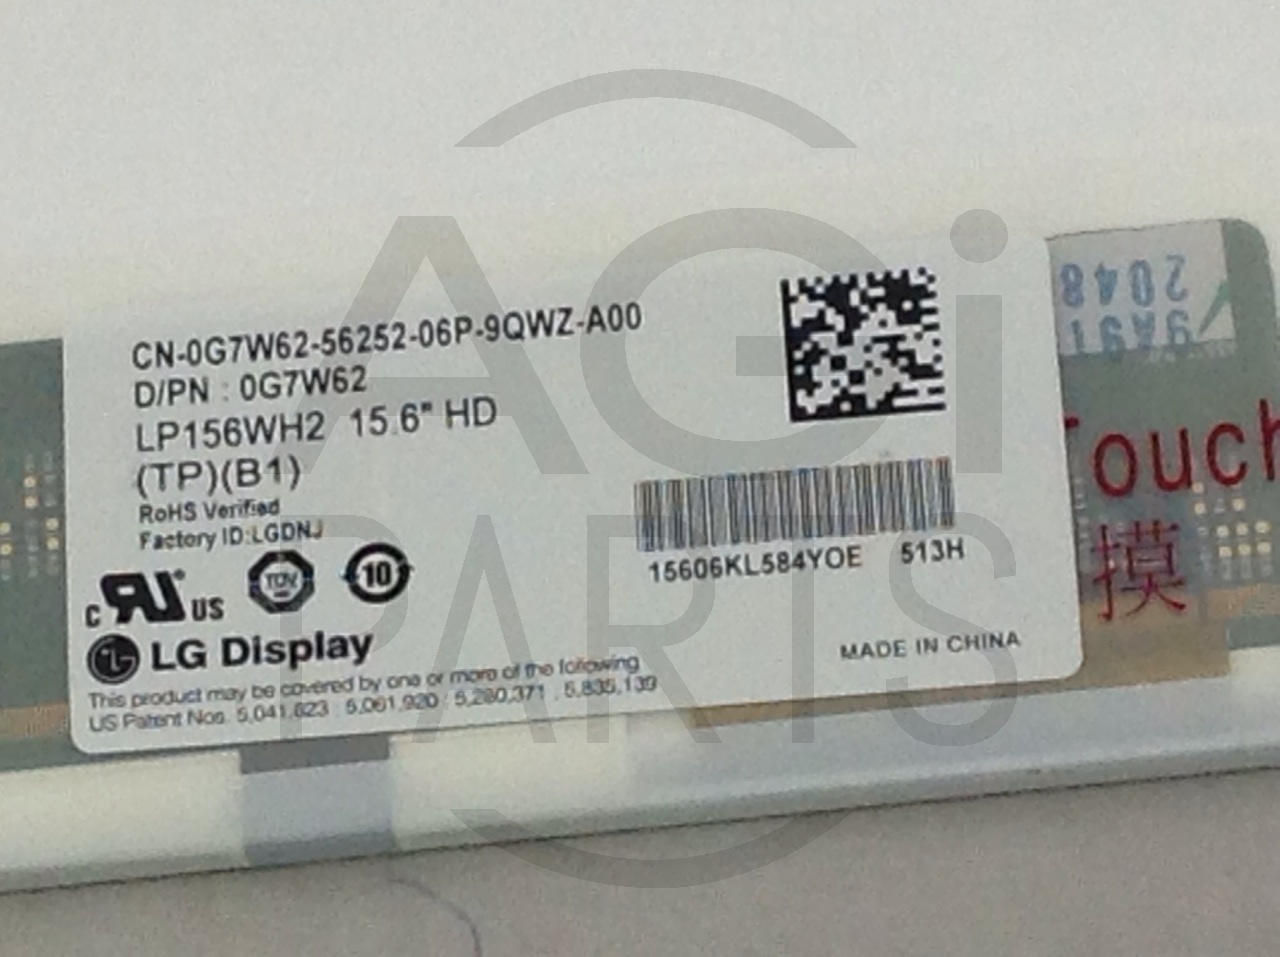 CN-0G7W62-56252-06P-9QWZ-A00
D/PN : 0G7W62
LP156WH2 15.6" HD
(TP)(B1)
RoHS Verified
Factory ID:LGDNJ
c RU US TÜV 10
LG Display
This product may be covered by one or more of the following
US Patent Nos. 5,041,823 ; 5,061,920 ; 5,280,371 ; 5,835,139
15606KL584YOE 513H
MADE IN CHINA
2048
9A91
Touch
摸
AGi
PARTS